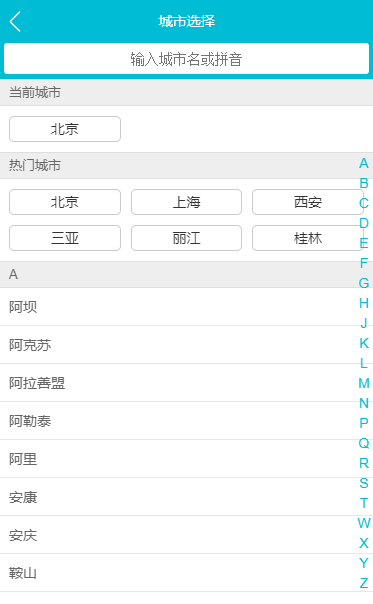 城市选择
输入城市名或拼音
当前城市
北京
热门城市
北京 上海 西安
三亚 丽江 桂林
A
阿坝
阿克苏
阿拉善盟
阿勒泰
阿里
安康
安庆
鞍山
A
B
C
D
E
F
G
H
J
K
L
M
N
P
Q
R
S
T
W
X
Y
Z